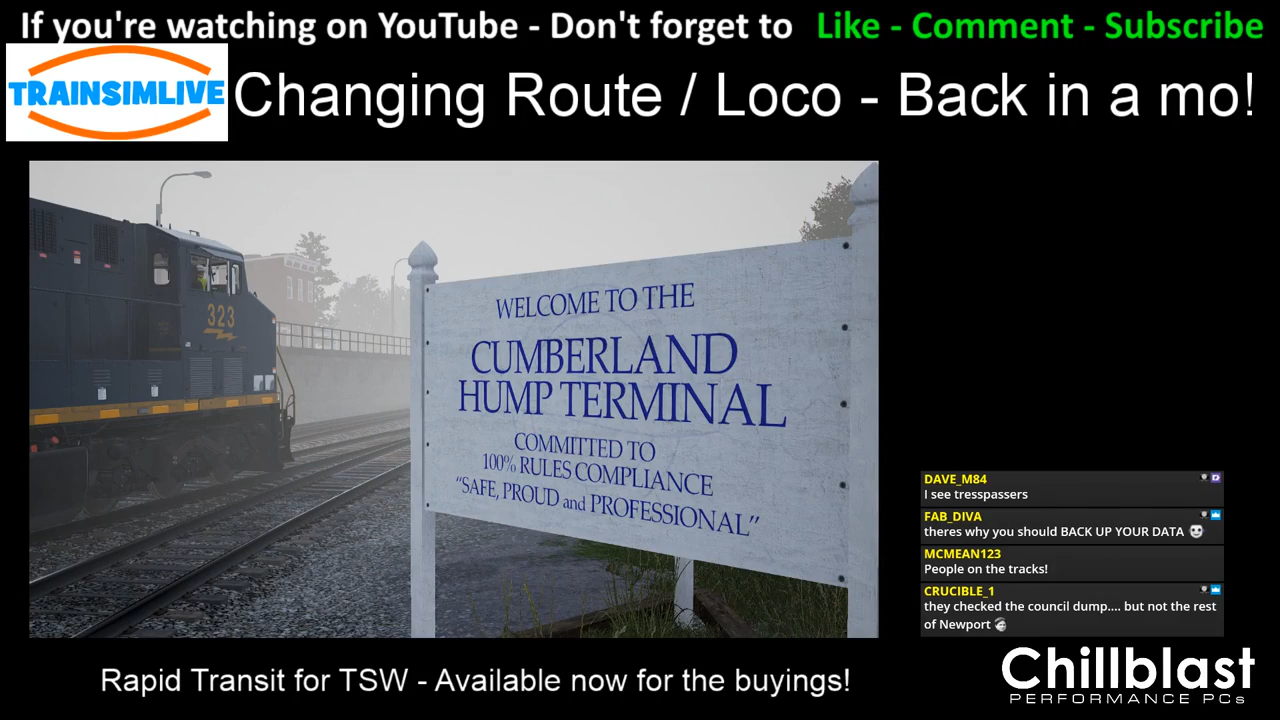 If you're watching on YouTube - Don't forget to Like - Comment - Subscribe
TRAINSIMLIVE
Changing Route / Loco - Back in a mo!
323
WELCOME TO THE
CUMBERLAND
HUMP TERMINAL
COMMITTED TO
100% RULES COMPLIANCE
“SAFE, PROUD and PROFESSIONAL”
DAVE_M84
I see tresspassers
FAB_DIVA
theres why you should BACK UP YOUR DATA
MCMEAN123
People on the tracks!
CRUCIBLE_1
they checked the council dump.... but not the rest
of Newport
Rapid Transit for TSW - Available now for the buyings!
Chillblast
PERFORMANCE PCs